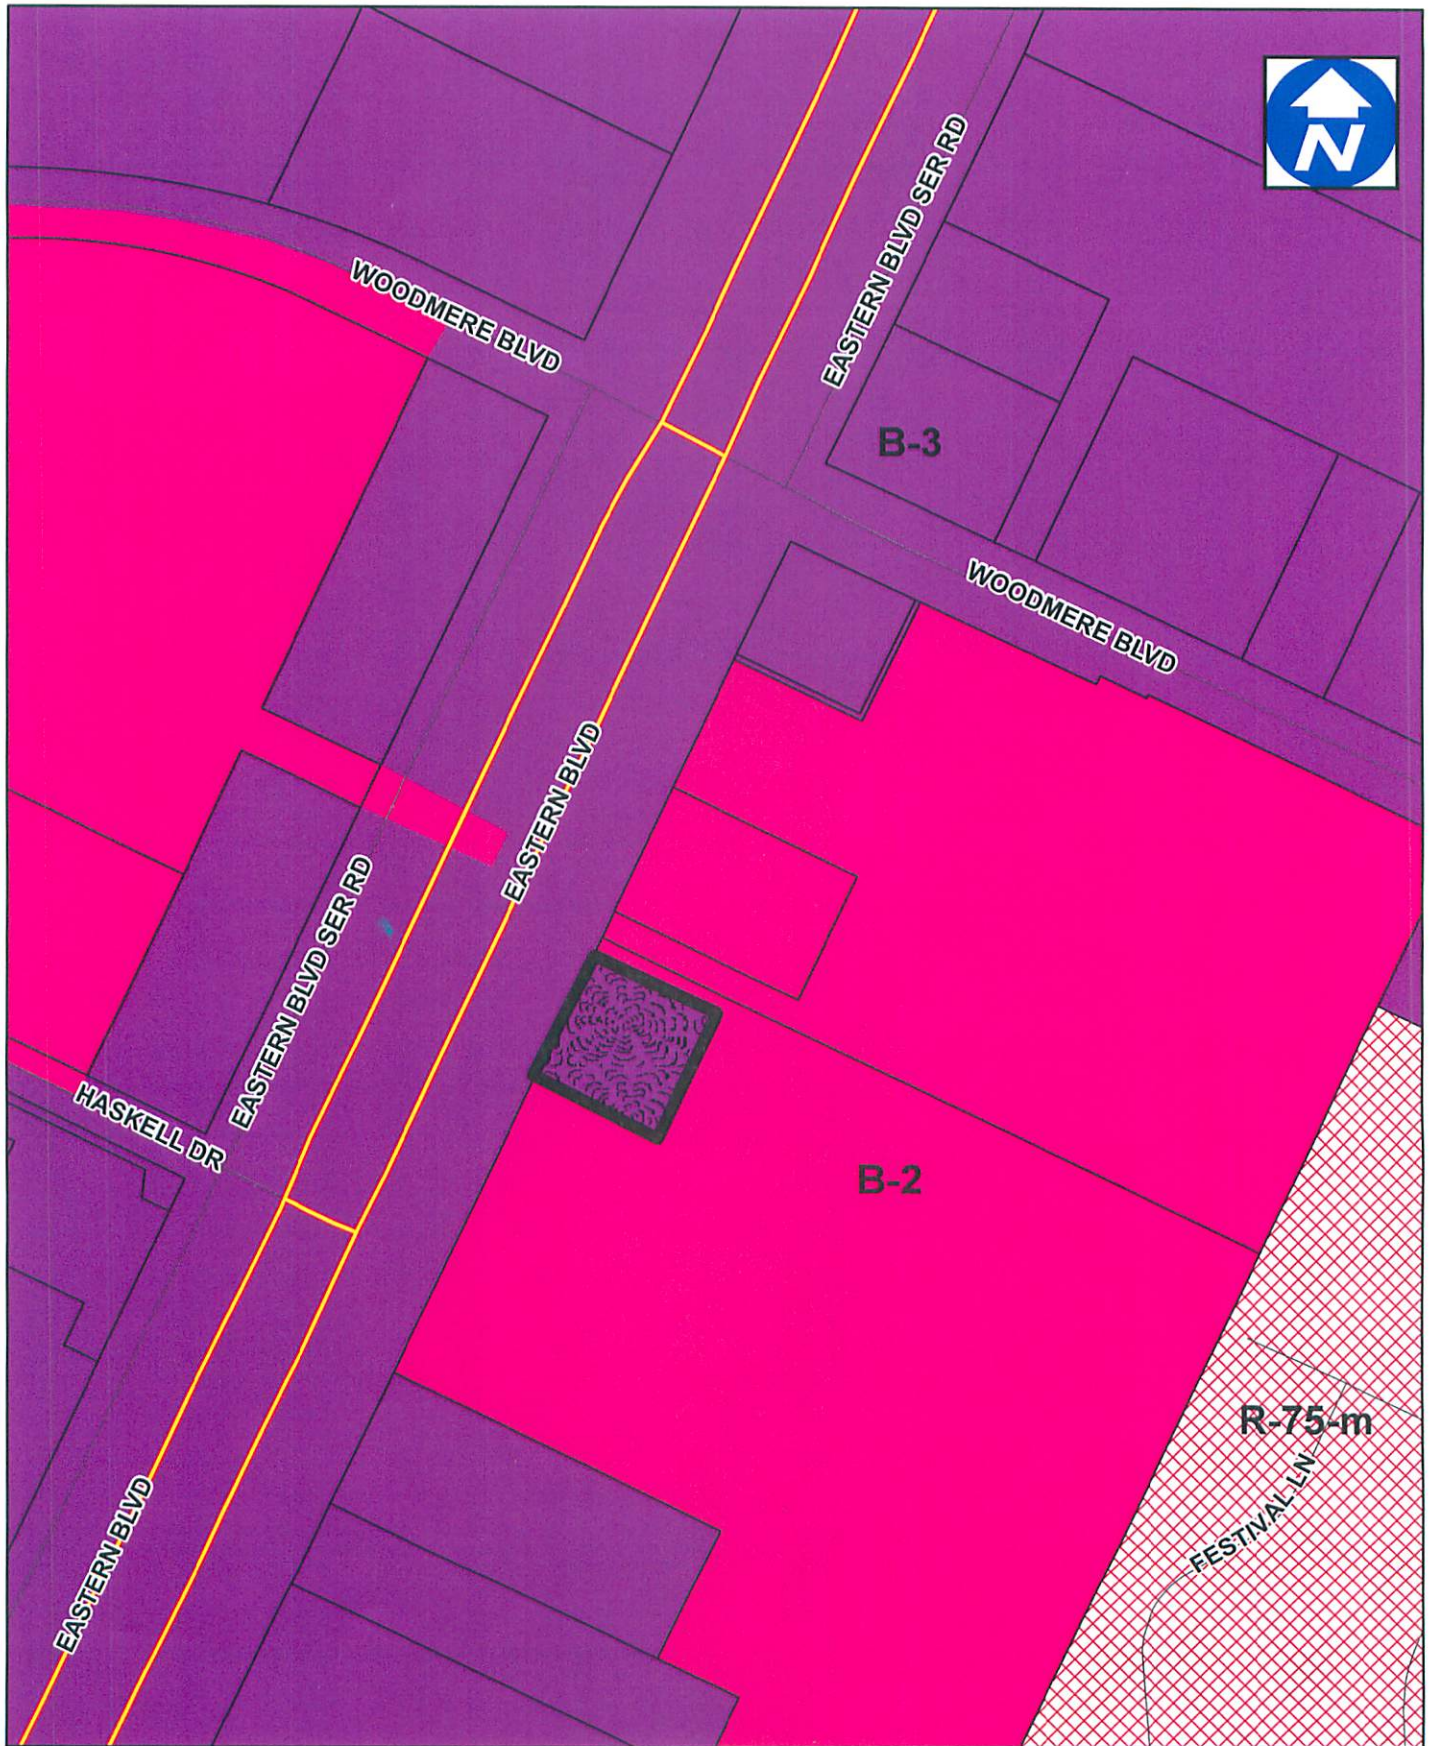 N
EASTERN BLVD SER RD
WOODMERE BLVD
B-3
WOODMERE BLVD
EASTERN BLVD
EASTERN BLVD SER RD
HASKELL DR
B-2
R-75-m
FESTIVAL LN
EASTERN BLVD